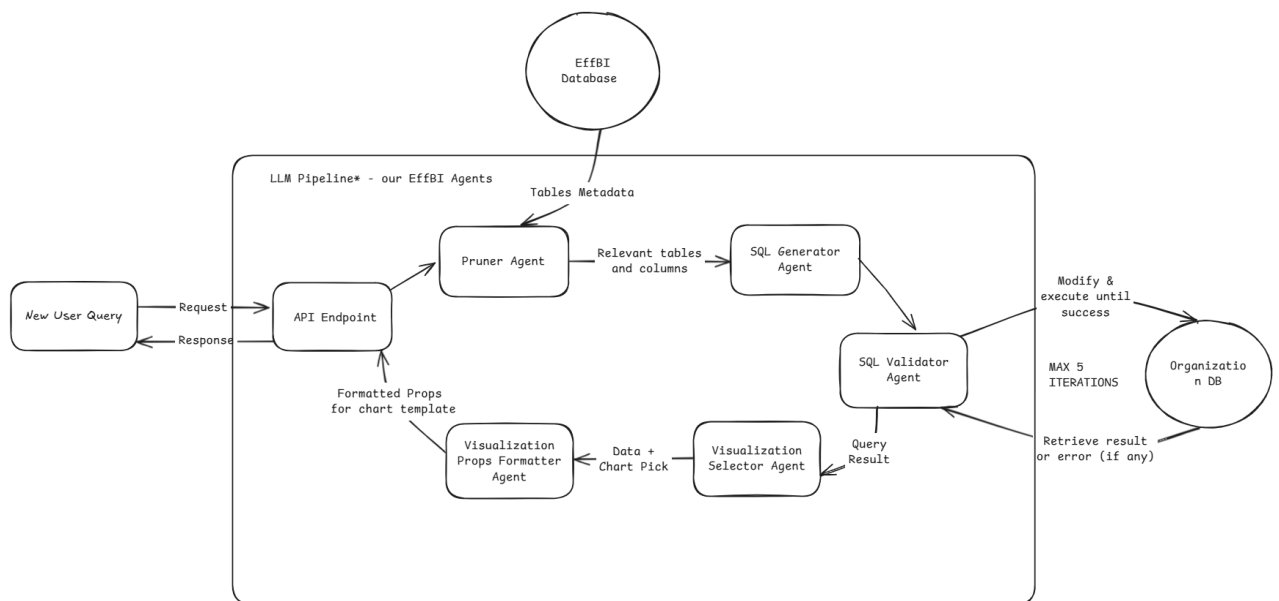 EffBI
Database
LLM Pipeline* - our EffBI Agents
Tables Metadata
Pruner Agent
Relevant tables
and columns
SQL Generator
Agent
New User Query
Request
Response
API Endpoint
Modify &
execute until
success
SQL Validator
Agent
MAX 5
ITERATIONS
Organizatio
n DB
Formatted Props
for chart template
Visualization
Props Formatter
Agent
Data +
Chart Pick
Visualization
Selector Agent
Query
Result
Retrieve result
or error (if any)